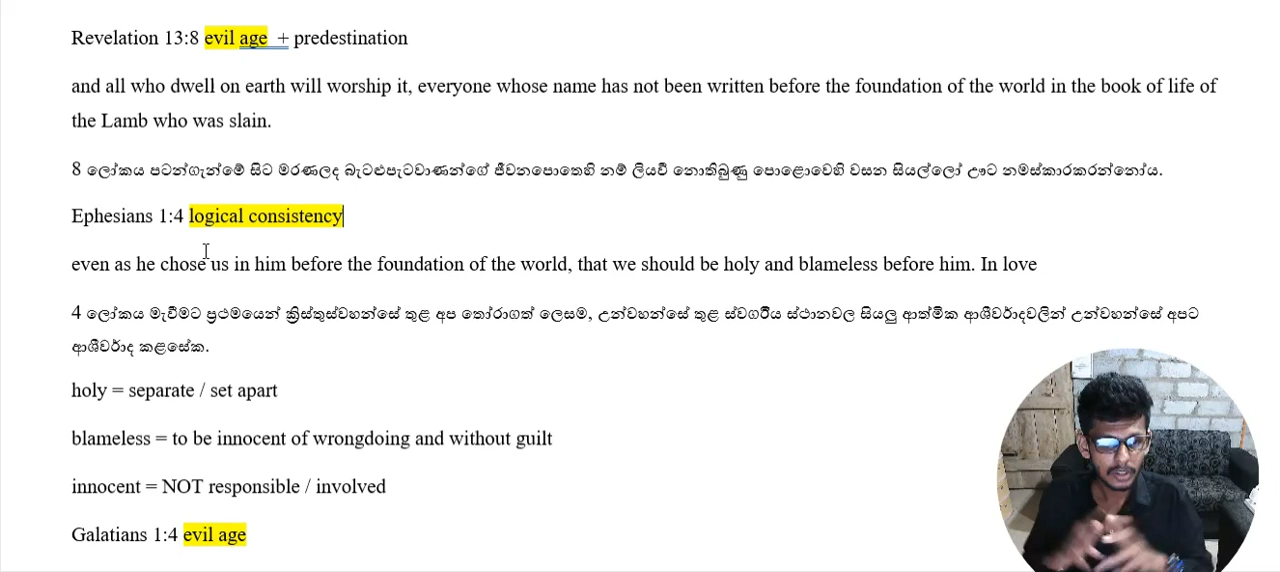 Revelation 13:8 evil age + predestination
and all who dwell on earth will worship it, everyone whose name has not been written before the foundation of the world in the book of life of
the Lamb who was slain.
8 ලෝකය පටන්ගැන්මේ සිට මරණලද බැටළුපැටවාණන්ගේ ජීවනපොතෙහි නම් ලියවී නොතිබුණු පොළොවෙහි වසන සියල්ලෝ ඌට නමස්කාරකරන්නෝය.
Ephesians 1:4 logical consistency
even as he chose us in him before the foundation of the world, that we should be holy and blameless before him. In love
4 ලෝකය මැවීමට ප්‍රථමයෙන් ක්‍රිස්තුස්වහන්සේ තුළ අප තෝරාගත් ලෙසම, උන්වහන්සේ තුළ ස්වර්ගීය ස්ථානවල සියලු ආත්මික ආශීර්වාදවලින් උන්වහන්සේ අපට
ආශීර්වාද කළසේක.
holy = separate / set apart
blameless = to be innocent of wrongdoing and without guilt
innocent = NOT responsible / involved
Galatians 1:4 evil age